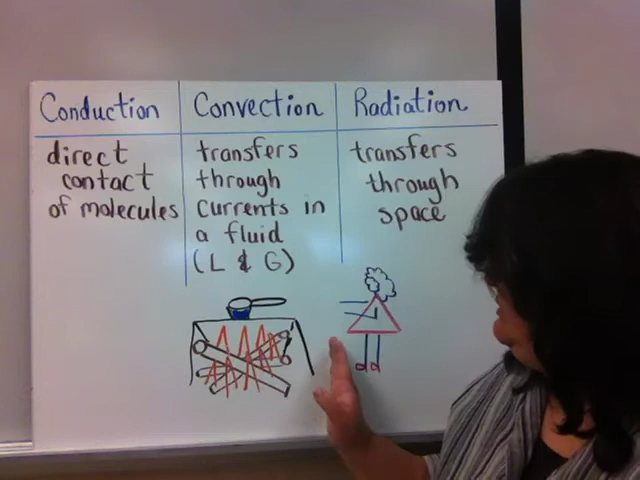 Conduction
direct
contact
of molecules
Convection
transfers
through
currents in
a fluid
(L & G)
Radiation
transfers
through
space